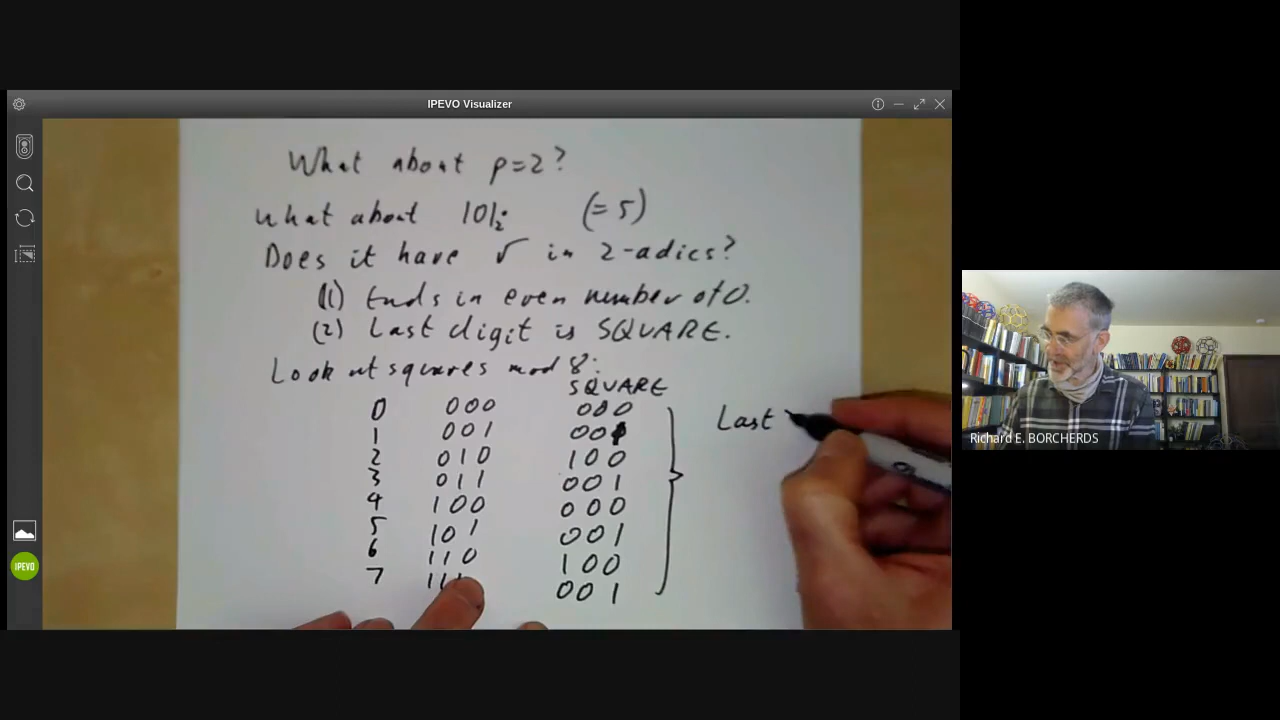 IPEVO Visualizer
What about p=2?
What about 101₂: (=5)
Does it have √ in 2-adics?
(1) Ends in even number of 0.
(2) Last digit is SQUARE.
Look at squares mod 8:
SQUARE
0 000 000
1 001 001
2 010 100
3 011 001
4 100 000
5 101 001
6 110 100
7 111 001
Last
Richard E. BORCHERDS
IPEVO